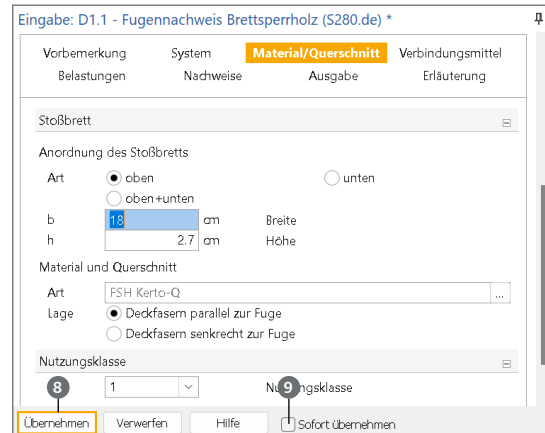 Eingabe: D1.1 - Fugennachweis Brettsperrholz (S280.de) *
Vorbemerkung System Material/Querschnitt Verbindungsmittel
Belastungen Nachweise Ausgabe Erläuterung
Stoßbrett
Anordnung des Stoßbretts
Art oben unten
oben+unten
b 18 cm Breite
h 2.7 cm Höhe
Material und Querschnitt
Art FSH Kerto-Q ...
Lage Deckfasern parallel zur Fuge
Deckfasern senkrecht zur Fuge
Nutzungsklasse
1
8 9
Übernehmen Verwerfen Hilfe Sofort übernehmen